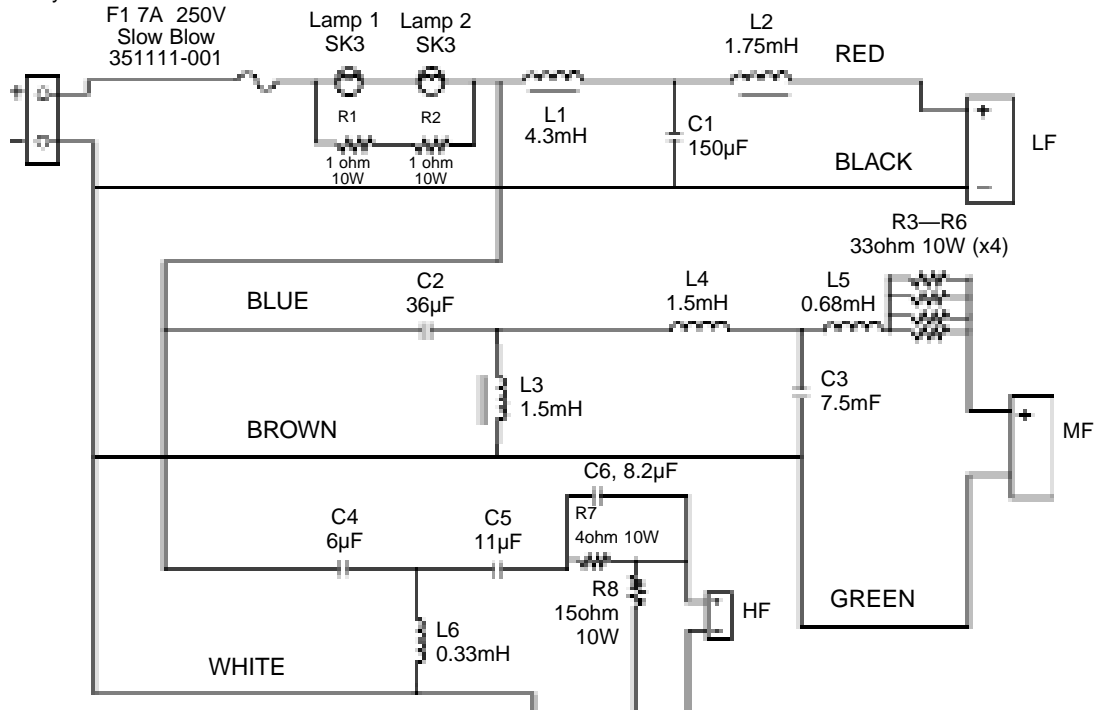 F1 7A 250V
Slow Blow
351111-001
Lamp 1
SK3
Lamp 2
SK3
L2
1.75mH
RED
+
R1
R2
L1
4.3mH
C1
150µF
+
LF
1 ohm
10W
1 ohm
10W
BLACK
−
R3—R6
33ohm 10W (x4)
BLUE
C2
36µF
L4
1.5mH
L5
0.68mH
L3
1.5mH
C3
7.5mF
BROWN
+
MF
C6, 8.2µF
C4
6µF
C5
11µF
R7
4ohm 10W
R8
15ohm
10W
HF
GREEN
L6
0.33mH
WHITE